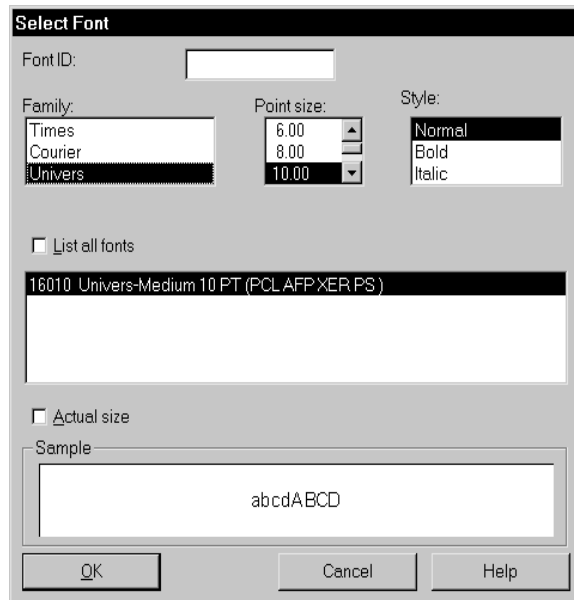 Select Font
Font ID:
Family: Point size: Style:
Times 6.00 Normal
Courier 8.00 Bold
Univers 10.00 Italic
List all fonts
16010 Univers-Medium 10 PT (PCL AFP XER PS )
Actual size
Sample
abcdABCD
OK Cancel Help